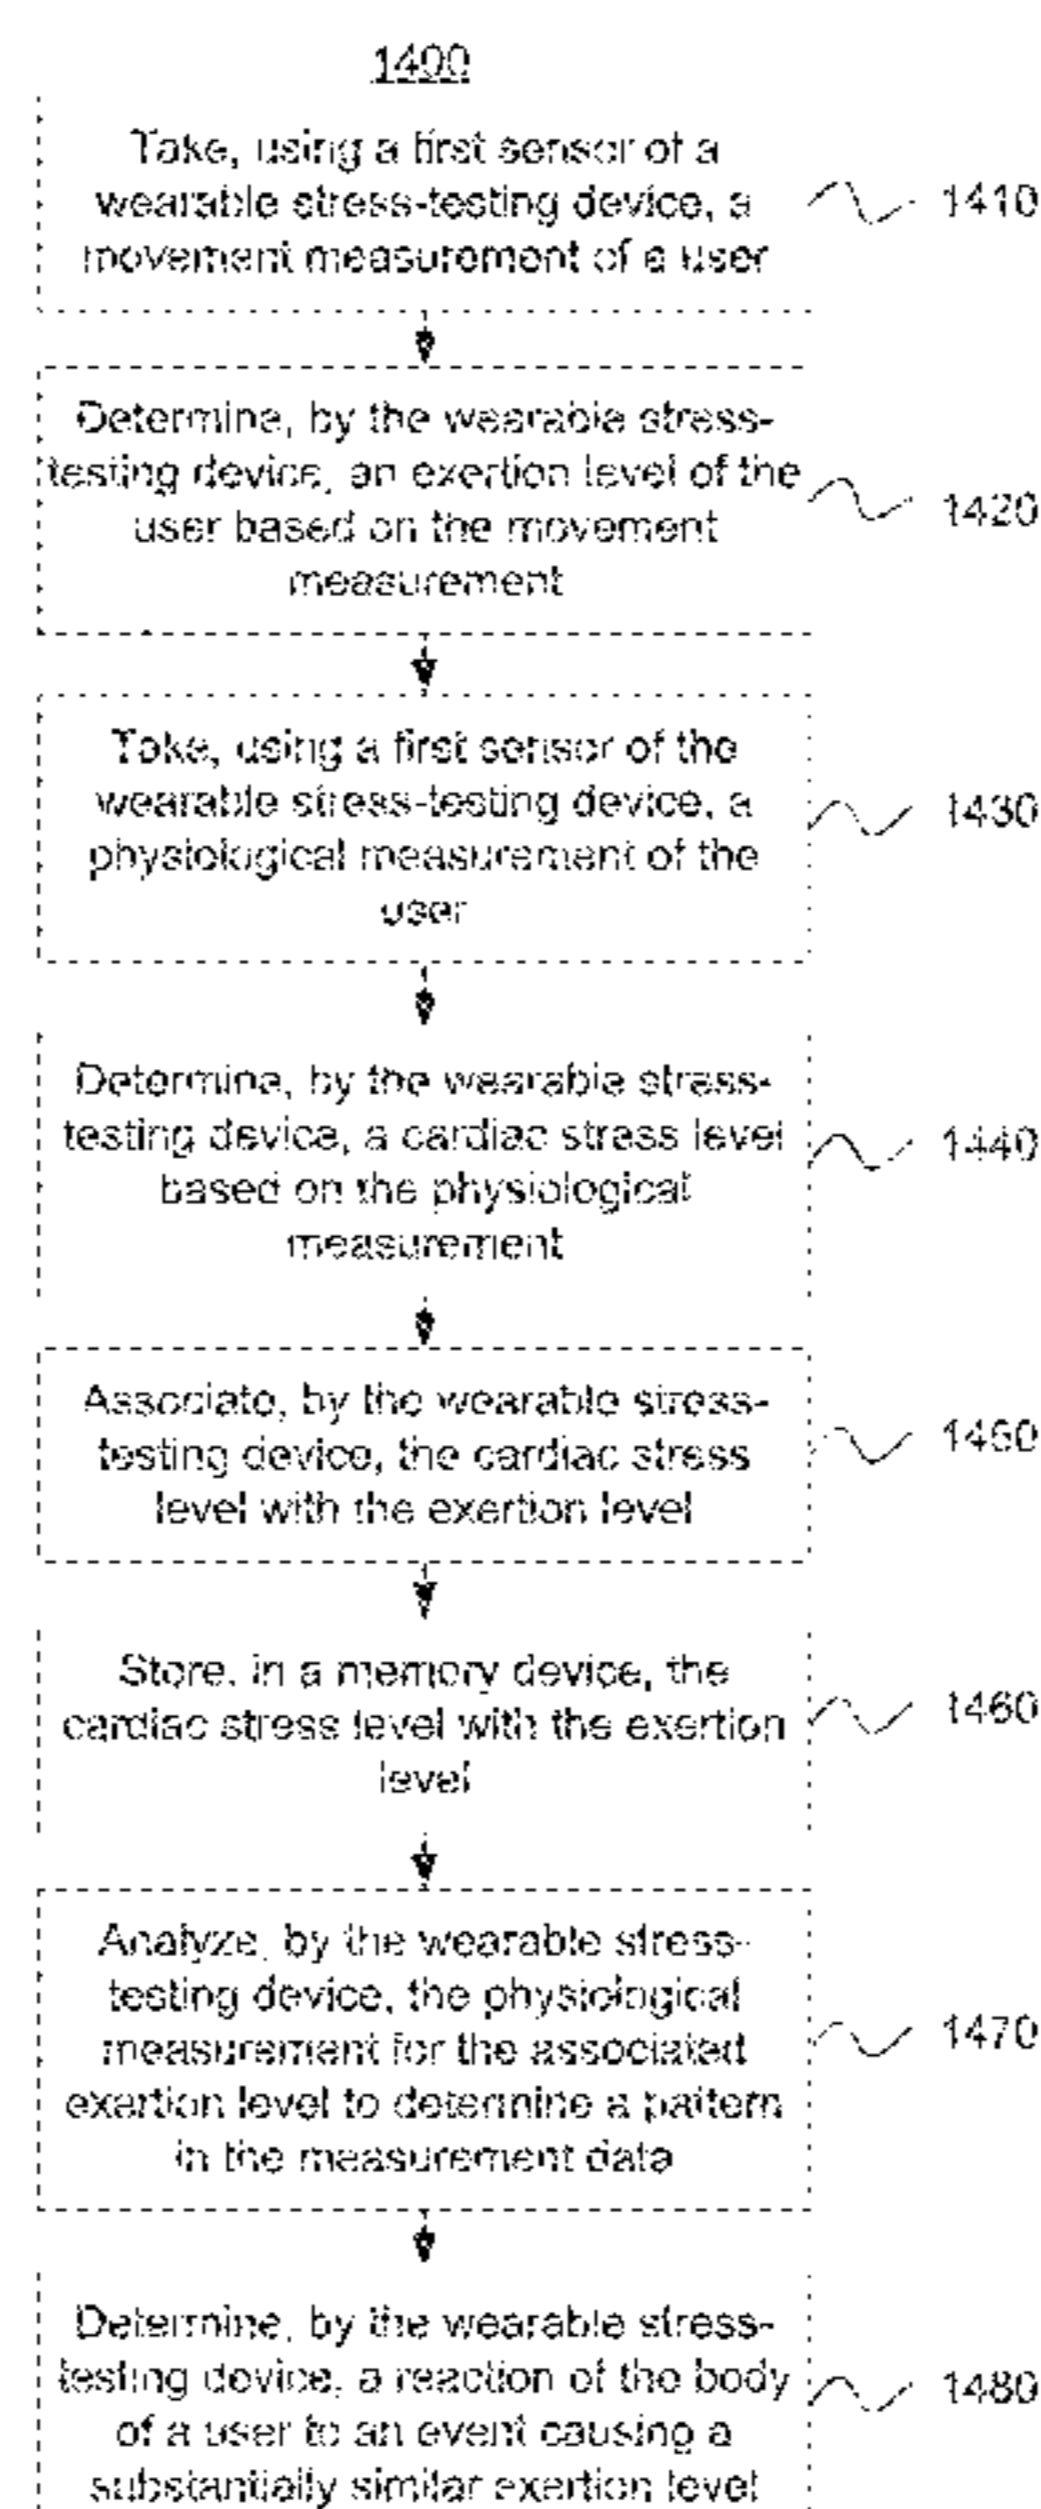 1400
Take, using a first sensor of a
wearable stress-testing device, a
movement measurement of a user
1410
Determine, by the wearable stress-
testing device, an exertion level of the
user based on the movement
measurement
1420
Take, using a first sensor of the
wearable stress-testing device, a
physiological measurement of the
user
1430
Determine, by the wearable stress-
testing device, a cardiac stress level
based on the physiological
measurement
1440
Associate, by the wearable stress-
testing device, the cardiac stress
level with the exertion level
1450
Store, in a memory device, the
cardiac stress level with the exertion
level
1460
Analyze, by the wearable stress-
testing device, the physiological
measurement for the associated
exertion level to determine a pattern
in the measurement data
1470
Determine, by the wearable stress-
testing device, a reaction of the body
of a user to an event causing a
substantially similar exertion level
1480